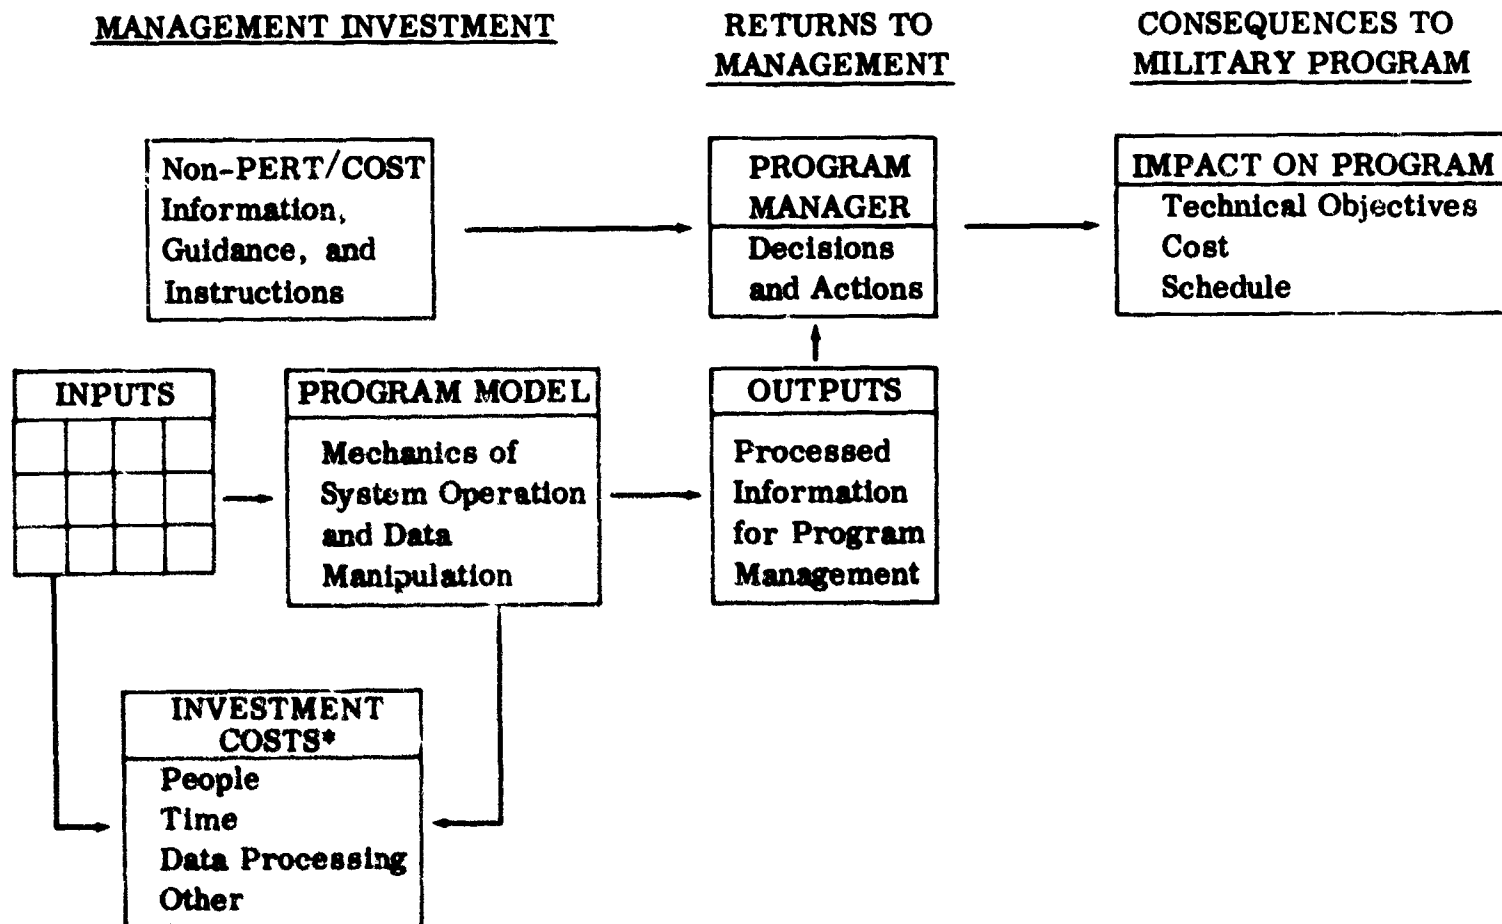 MANAGEMENT INVESTMENT
RETURNS TO
MANAGEMENT
CONSEQUENCES TO
MILITARY PROGRAM
Non-PERT/COST
Information,
Guidance, and
Instructions
PROGRAM
MANAGER
Decisions
and Actions
IMPACT ON PROGRAM
Technical Objectives
Cost
Schedule
INPUTS
PROGRAM MODEL
Mechanics of
System Operation
and Data
Manipulation
OUTPUTS
Processed
Information
for Program
Management
INVESTMENT
COSTS*
People
Time
Data Processing
Other